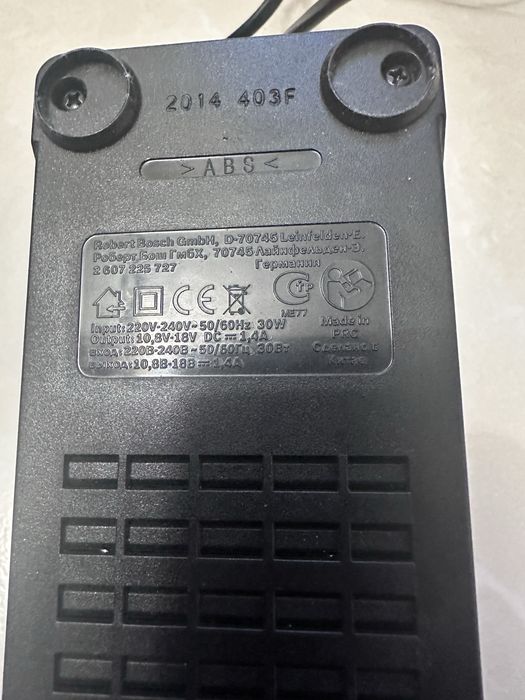 2014 403F
>ABS<
Robert Bosch GmbH, D-70745 Leinfelden-E.
Роберт Бош ГмбХ, 70745 Лайнфельден-Э.
2 607 225 727 Германия
CE
ME77
Input: 220V-240V~50/60Hz 30W
Output: 10,8V-18V DC 1,4A
вход: 220В-240В~50/60Гц 30Вт
выход: 10,8В-18В 1,4А
Made in
PRC
Сделано в
Китае